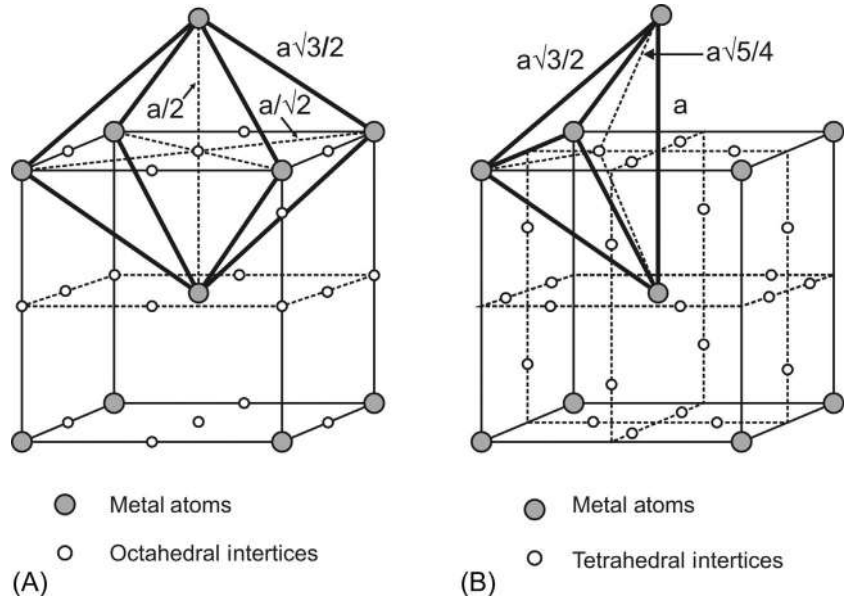 a√3/2
a/2
a/√2
Metal atoms
Octahedral intertices
(A)
a√3/2
a√5/4
a
Metal atoms
Tetrahedral intertices
(B)